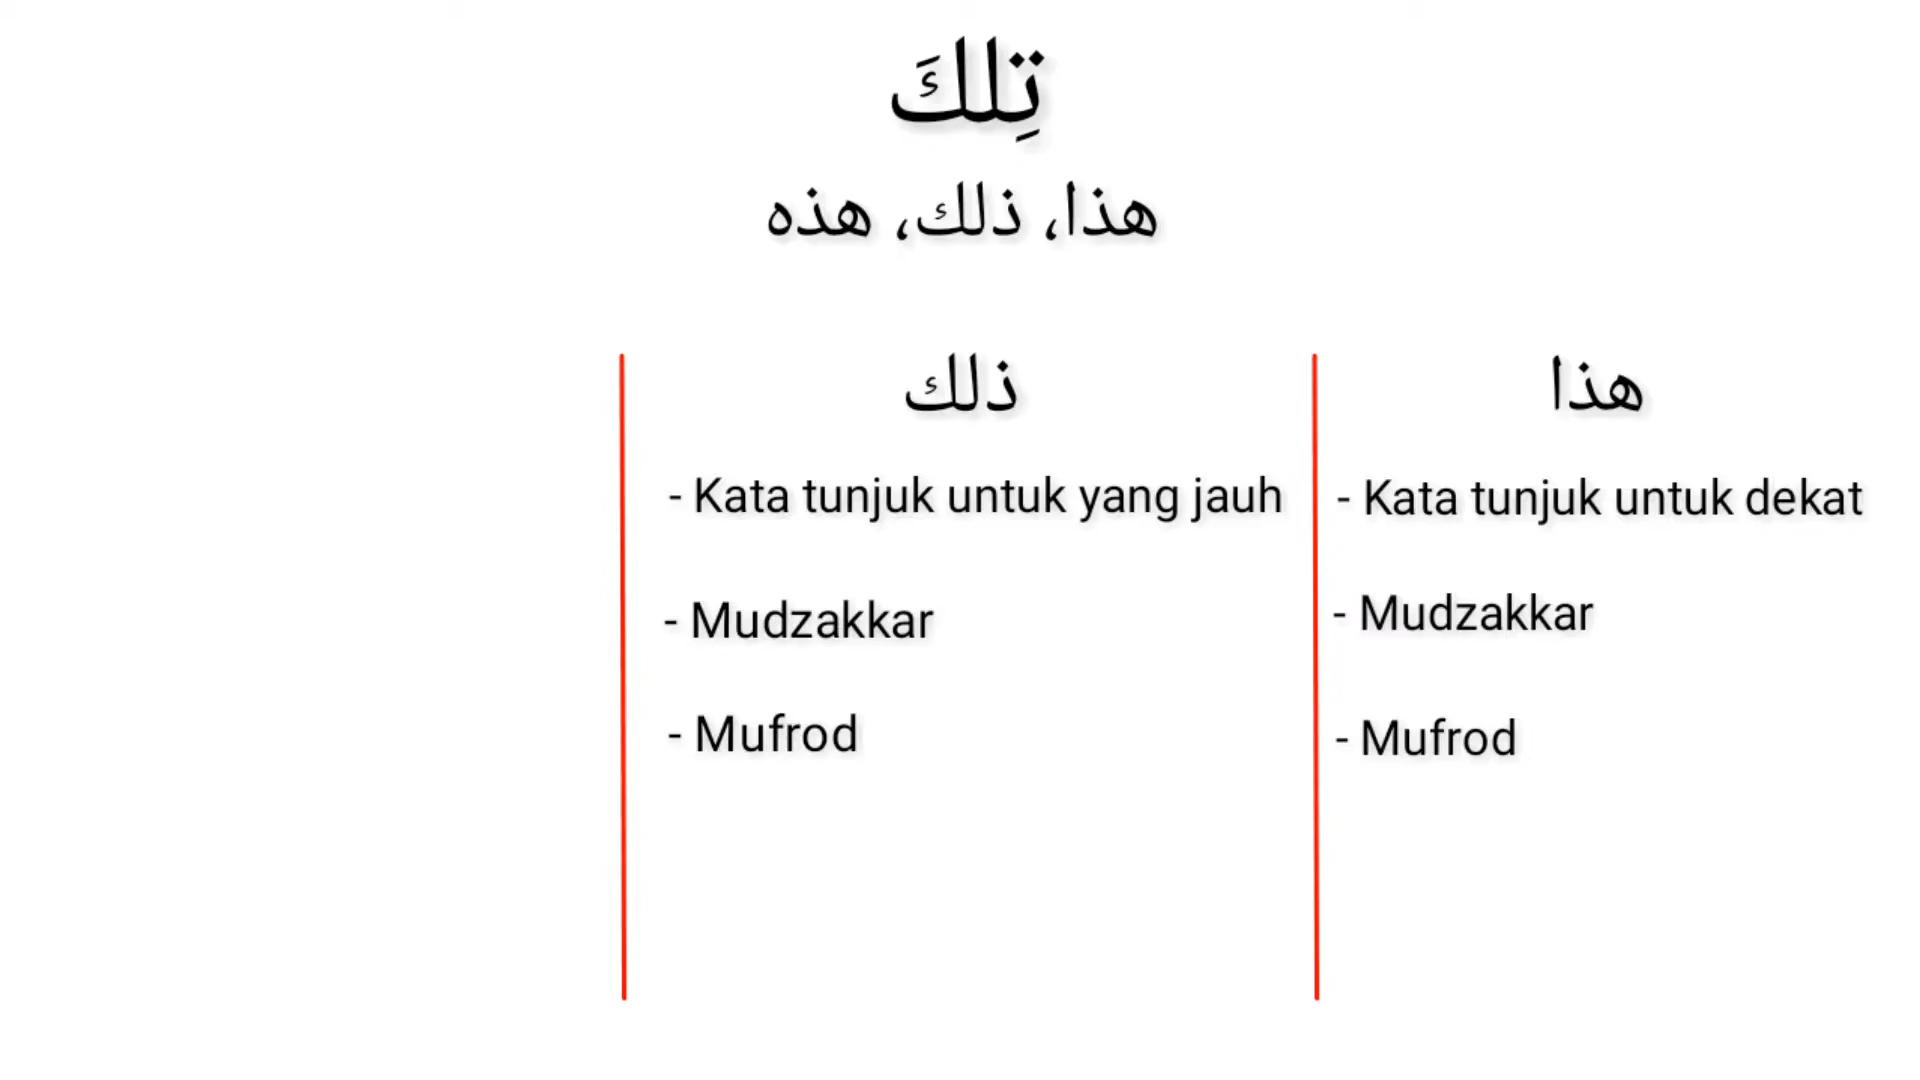 تِلكَ
هذا، ذلك، هذه
هذا
- Kata tunjuk untuk dekat
- Mudzakkar
- Mufrod
ذلك
- Kata tunjuk untuk yang jauh
- Mudzakkar
- Mufrod